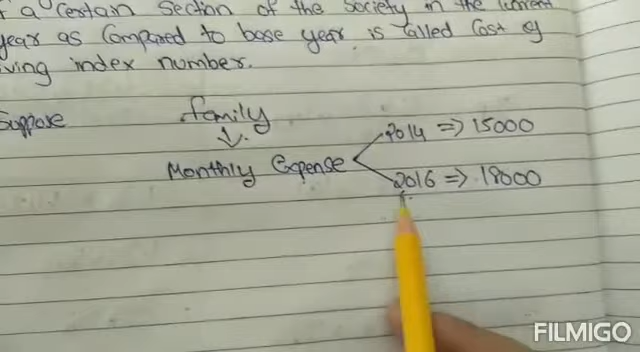 a Certain Section of the Society in the Current
year as Compared to base year is Called Cost of
living index number.
Suppose family
Monthly Expense
2014 => 15000
2016 => 18000
FILMIGO